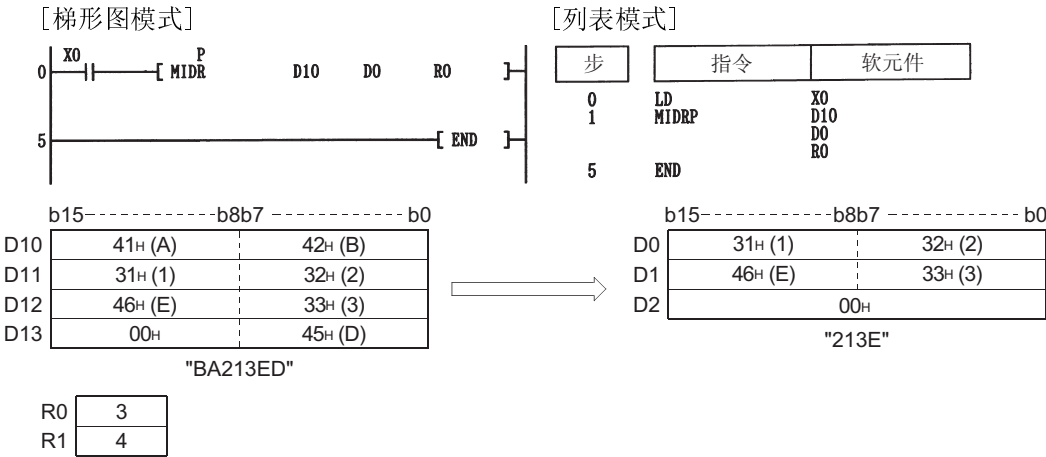 [梯形图模式]
X0 P
0 [ MIDR D10 D0 R0 ]
5 [ END ]
[列表模式]
步 指令 软元件
0 LD X0
1 MIDRP D10
D0
R0
5 END
b15 b8b7 b0
D10 41H (A) 42H (B)
D11 31H (1) 32H (2)
D12 46H (E) 33H (3)
D13 00H 45H (D)
"BA213ED"
b15 b8b7 b0
D0 31H (1) 32H (2)
D1 46H (E) 33H (3)
D2 00H
"213E"
R0 3
R1 4